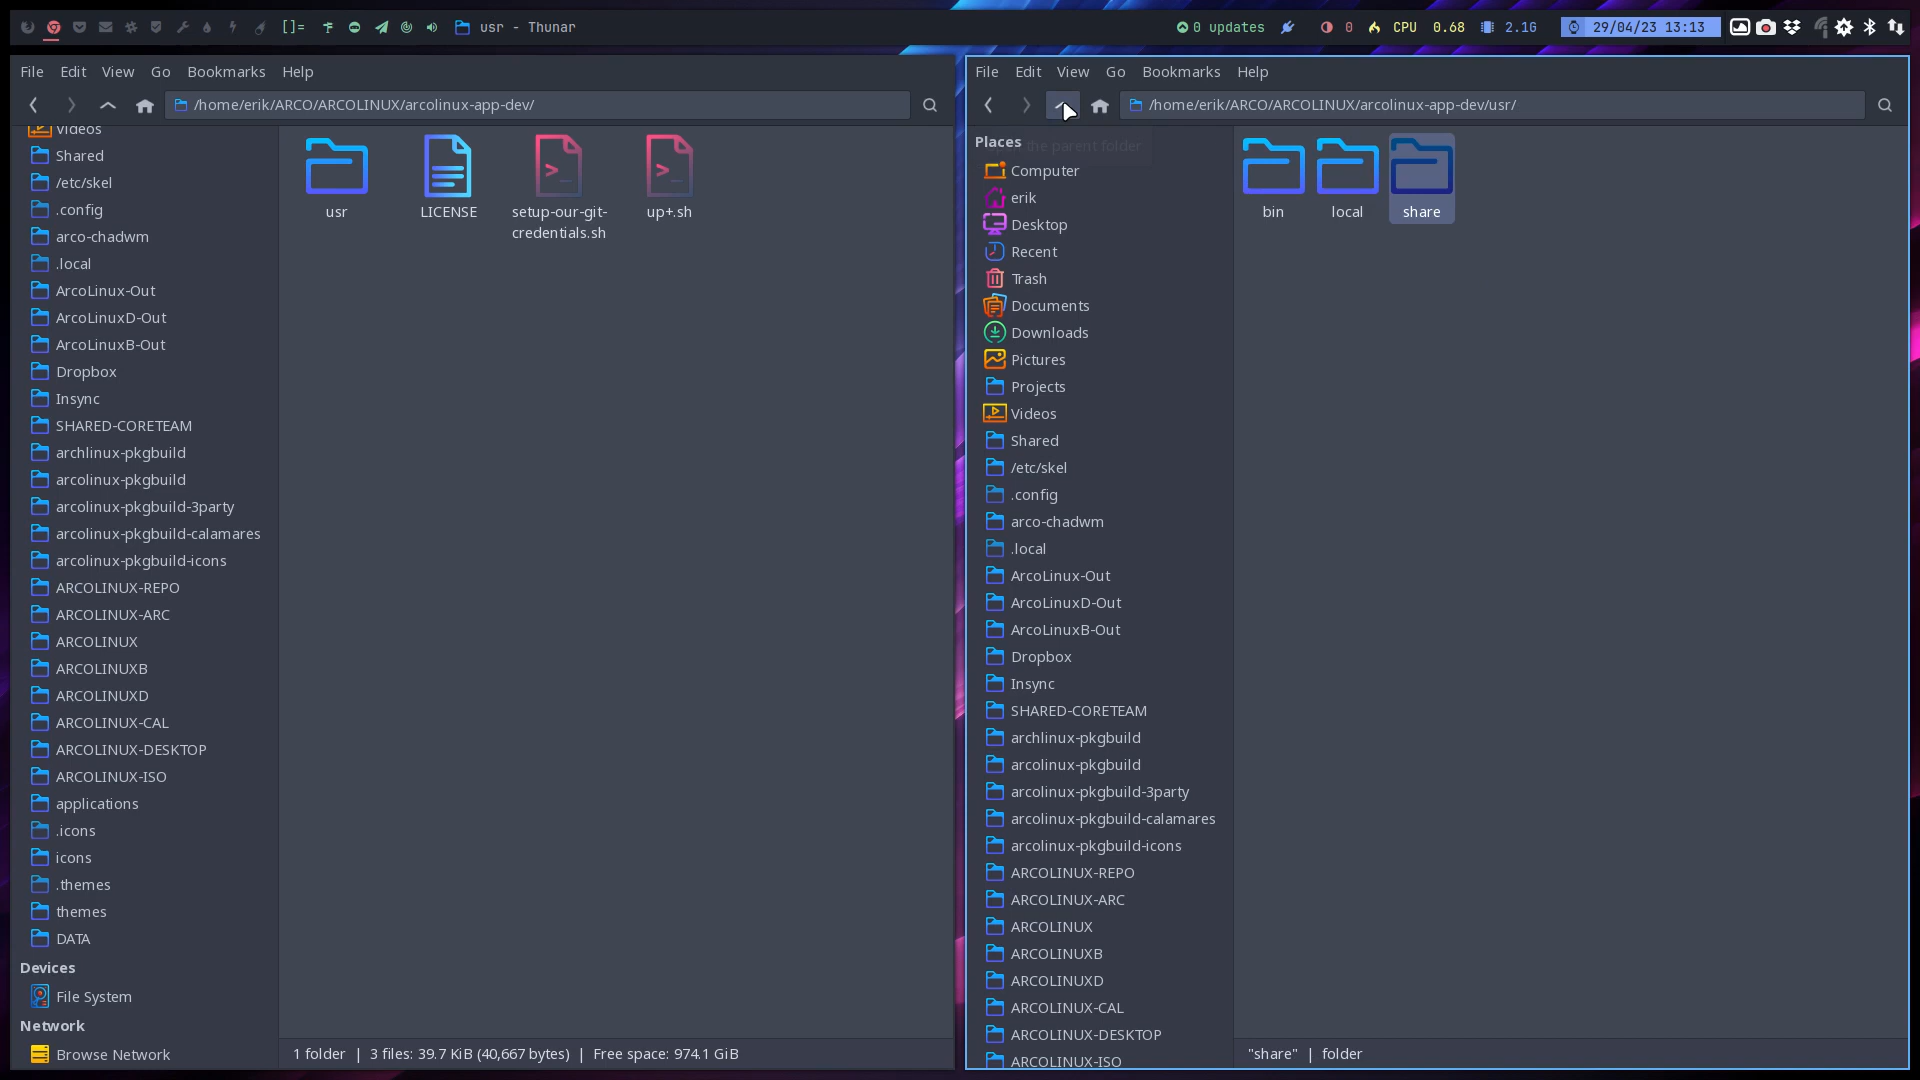 []=
usr - Thunar
0 updates
0
CPU 0.68
2.1G
29/04/23 13:13
File Edit View Go Bookmarks Help
/home/erik/ARCO/ARCOLINUX/arcolinux-app-dev/
Videos
Shared
/etc/skel
.config
arco-chadwm
.local
ArcoLinux-Out
ArcoLinuxD-Out
ArcoLinuxB-Out
Dropbox
Insync
SHARED-CORETEAM
archlinux-pkgbuild
arcolinux-pkgbuild
arcolinux-pkgbuild-3party
arcolinux-pkgbuild-calamares
arcolinux-pkgbuild-icons
ARCOLINUX-REPO
ARCOLINUX-ARC
ARCOLINUX
ARCOLINUXB
ARCOLINUXD
ARCOLINUX-CAL
ARCOLINUX-DESKTOP
ARCOLINUX-ISO
applications
.icons
icons
.themes
themes
DATA
Devices
File System
Network
Browse Network
usr
LICENSE
setup-our-git-
credentials.sh
up+.sh
1 folder | 3 files: 39.7 KiB (40,667 bytes) | Free space: 974.1 GiB
File Edit View Go Bookmarks Help
/home/erik/ARCO/ARCOLINUX/arcolinux-app-dev/usr/
the parent folder
Places
Computer
erik
Desktop
Recent
Trash
Documents
Downloads
Pictures
Projects
Videos
Shared
/etc/skel
.config
arco-chadwm
.local
ArcoLinux-Out
ArcoLinuxD-Out
ArcoLinuxB-Out
Dropbox
Insync
SHARED-CORETEAM
archlinux-pkgbuild
arcolinux-pkgbuild
arcolinux-pkgbuild-3party
arcolinux-pkgbuild-calamares
arcolinux-pkgbuild-icons
ARCOLINUX-REPO
ARCOLINUX-ARC
ARCOLINUX
ARCOLINUXB
ARCOLINUXD
ARCOLINUX-CAL
ARCOLINUX-DESKTOP
ARCOLINUX-ISO
bin
local
share
"share" | folder